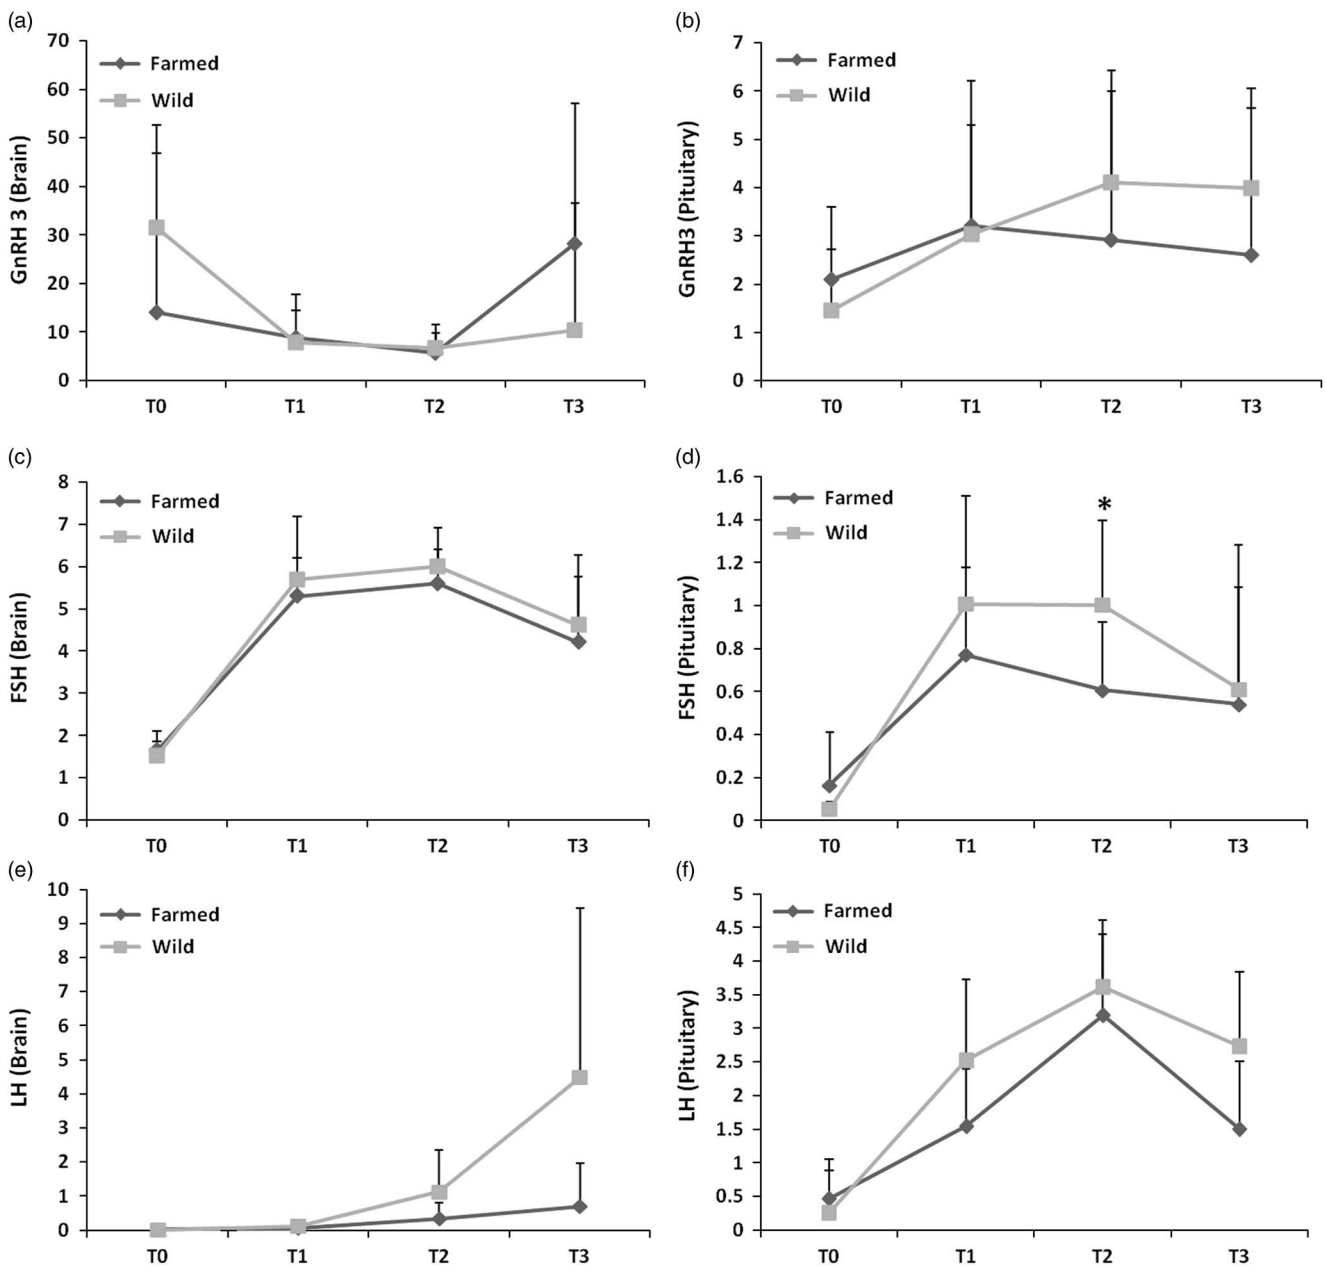 (a)
GnRH 3 (Brain)
70
60
50
40
30
20
10
0
Farmed
Wild
T0 T1 T2 T3
(b)
GnRH3 (Pituitary)
7
6
5
4
3
2
1
0
Farmed
Wild
T0 T1 T2 T3
(c)
FSH (Brain)
8
7
6
5
4
3
2
1
0
Farmed
Wild
T0 T1 T2 T3
(d)
FSH (Pituitary)
1.6
1.4
1.2
1
0.8
0.6
0.4
0.2
0
Farmed
Wild
*
T0 T1 T2 T3
(e)
LH (Brain)
10
9
8
7
6
5
4
3
2
1
0
Farmed
Wild
T0 T1 T2 T3
(f)
LH (Pituitary)
5
4.5
4
3.5
3
2.5
2
1.5
1
0.5
0
Farmed
Wild
T0 T1 T2 T3